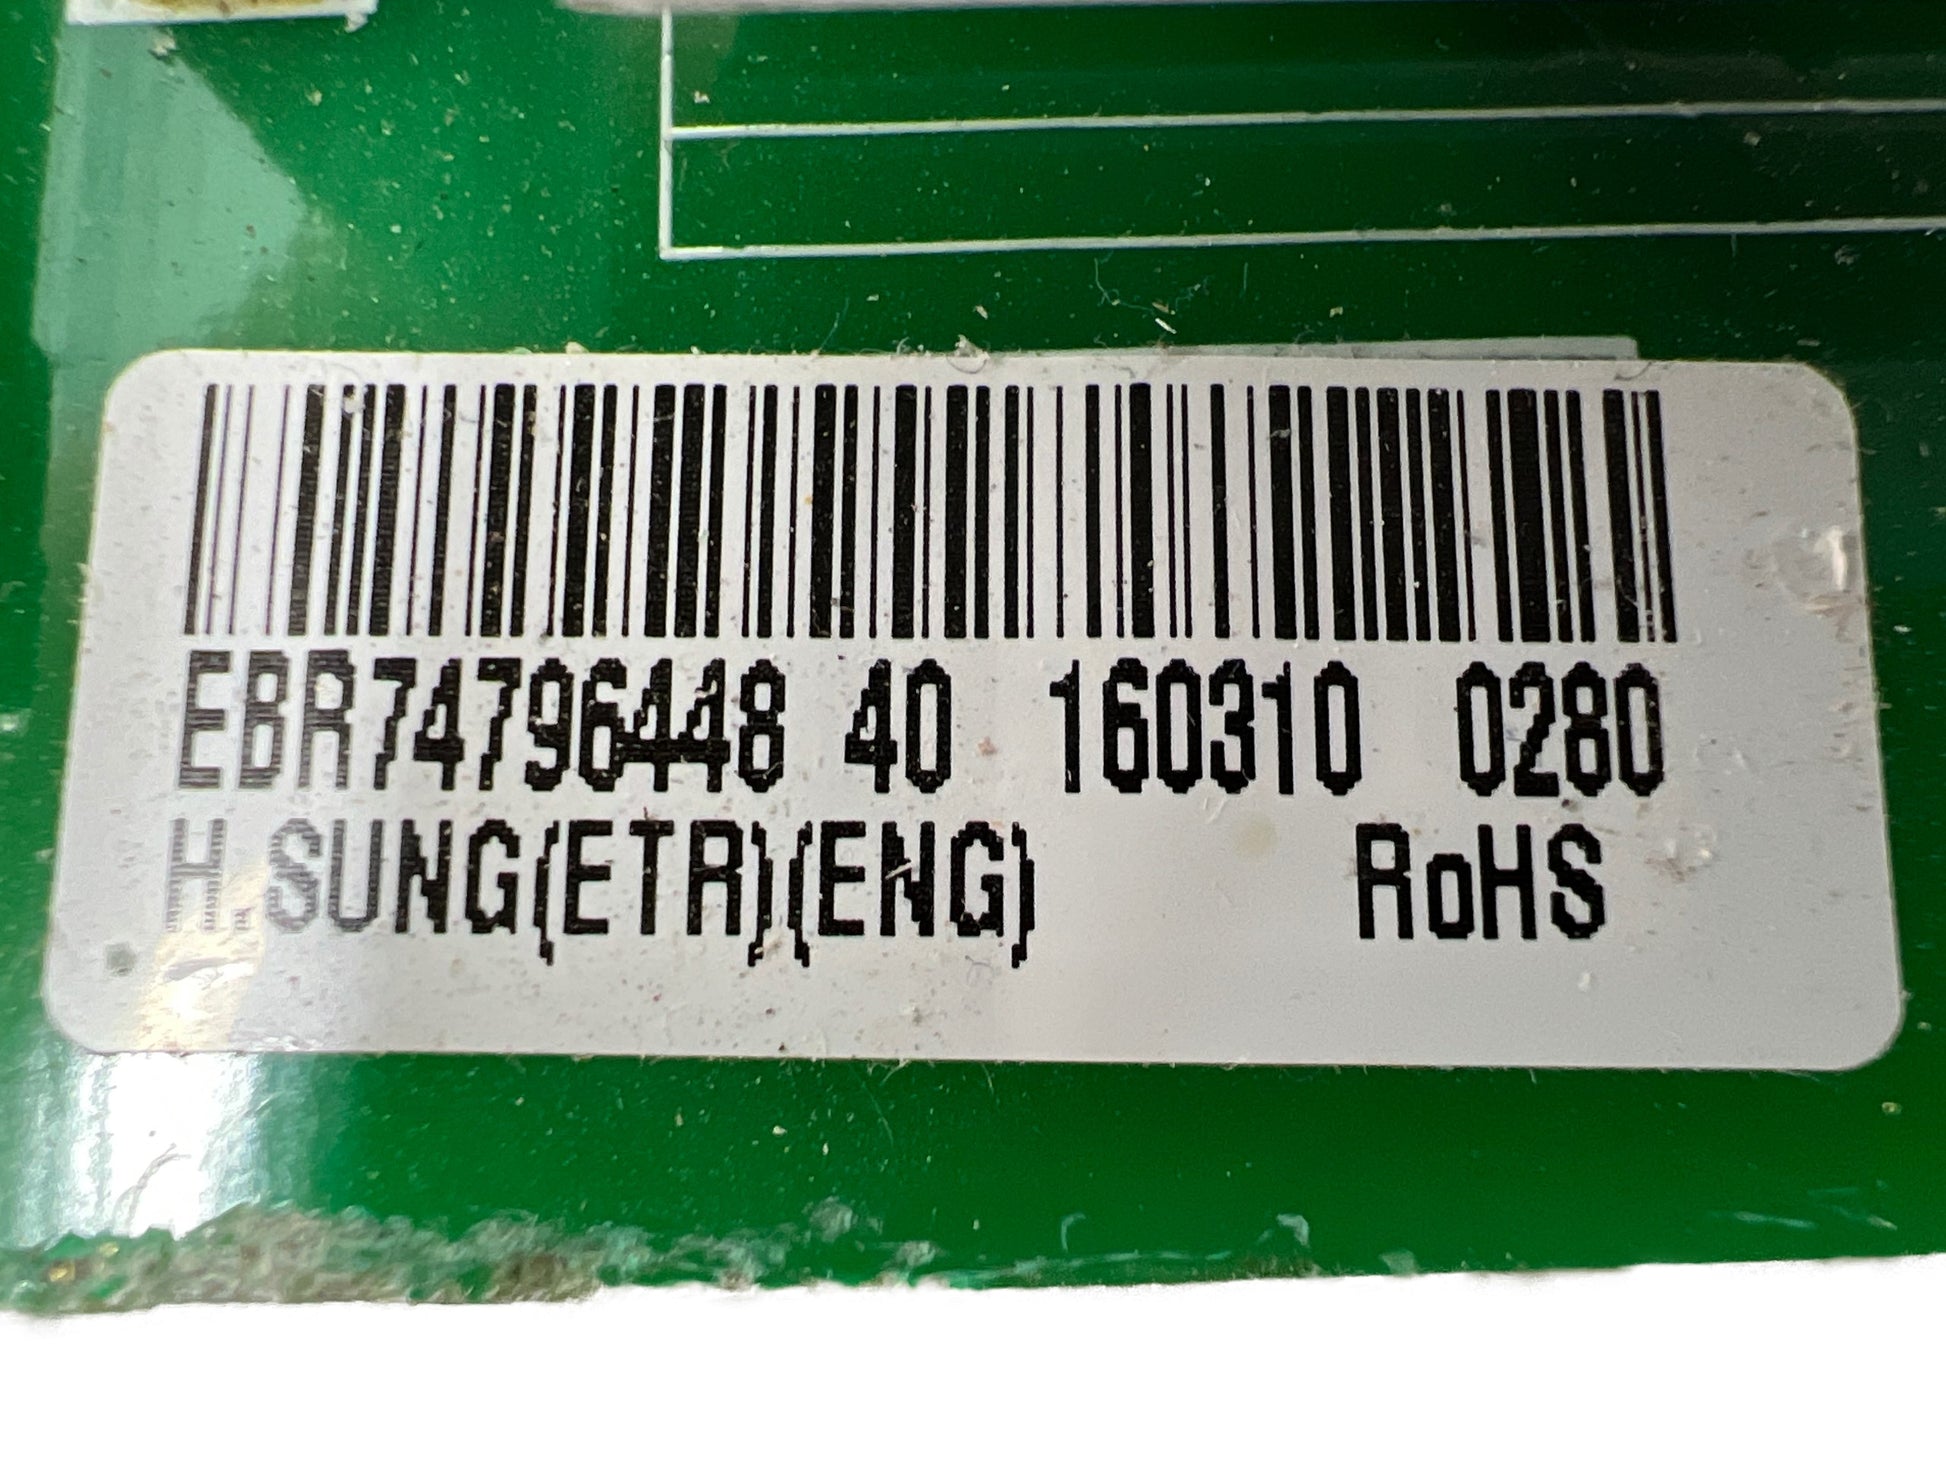 EBR74796448 40 160310 0280
H.SUNG(ETR)(ENG) RoHS